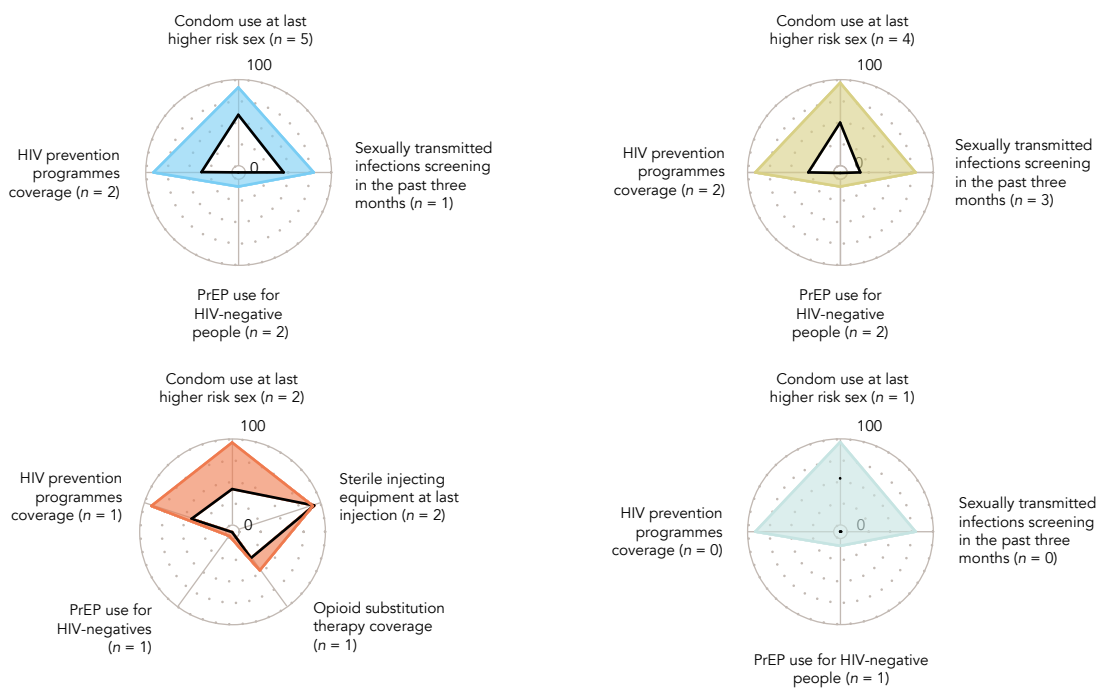 Condom use at last
higher risk sex (n = 5)
100
HIV prevention
programmes
coverage (n = 2)
0
Sexually transmitted
infections screening
in the past three
months (n = 1)
PrEP use for
HIV-negative
people (n = 2)
Condom use at last
higher risk sex (n = 4)
100
HIV prevention
programmes
coverage (n = 2)
0
Sexually transmitted
infections screening
in the past three
months (n = 3)
PrEP use for
HIV-negative
people (n = 2)
Condom use at last
higher risk sex (n = 2)
100
HIV prevention
programmes
coverage (n = 1)
0
Sterile injecting
equipment at last
injection (n = 2)
PrEP use for
HIV-negatives
(n = 1)
Opioid substitution
therapy coverage
(n = 1)
Condom use at last
higher risk sex (n = 1)
100
HIV prevention
programmes
coverage (n = 0)
0
Sexually transmitted
infections screening
in the past three
months (n = 0)
PrEP use for HIV-negative
people (n = 1)